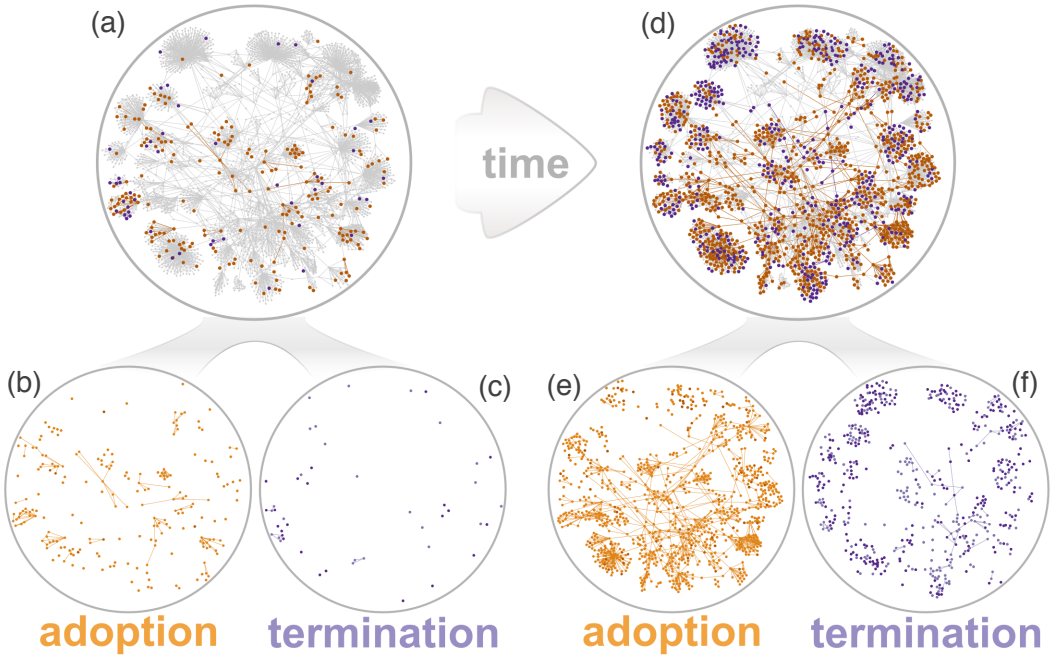 (a)
(d)
time
(b)
(c)
(e)
(f)
adoption
termination
adoption
termination